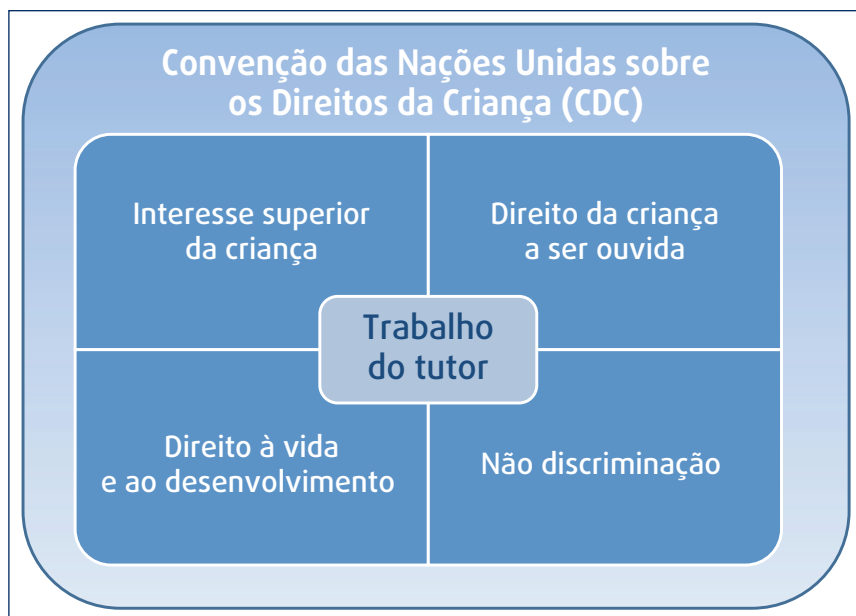 Convenção das Nações Unidas sobre
os Direitos da Criança (CDC)
Interesse superior
da criança
Direito da criança
a ser ouvida
Trabalho
do tutor
Direito à vida
e ao desenvolvimento
Não discriminação